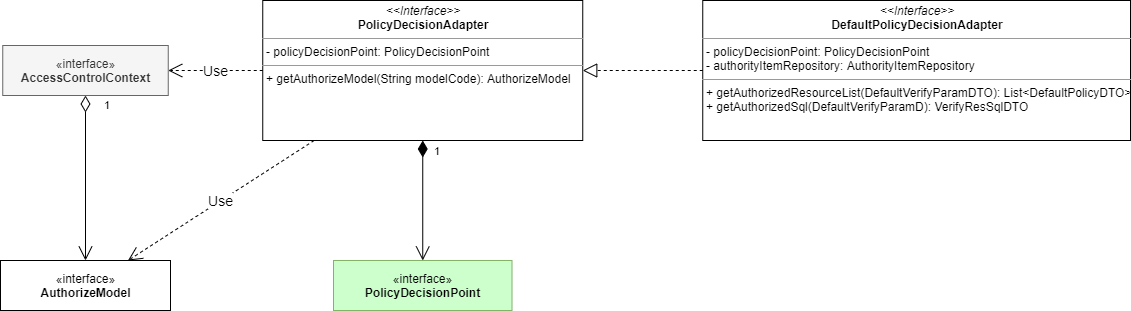 <<Interface>>
PolicyDecisionAdapter
- policyDecisionPoint: PolicyDecisionPoint
+ getAuthorizeModel(String modelCode): AuthorizeModel
<<Interface>>
DefaultPolicyDecisionAdapter
- policyDecisionPoint: PolicyDecisionPoint
- authorityItemRepository: AuthorityItemRepository
+ getAuthorizedResourceList(DefaultVerifyParamDTO): List<DefaultPolicyDTO>
+ getAuthorizedSql(DefaultVerifyParamD): VerifyResSqlDTO
«interface»
AccessControlContext
Use
1
1
Use
«interface»
AuthorizeModel
«interface»
PolicyDecisionPoint